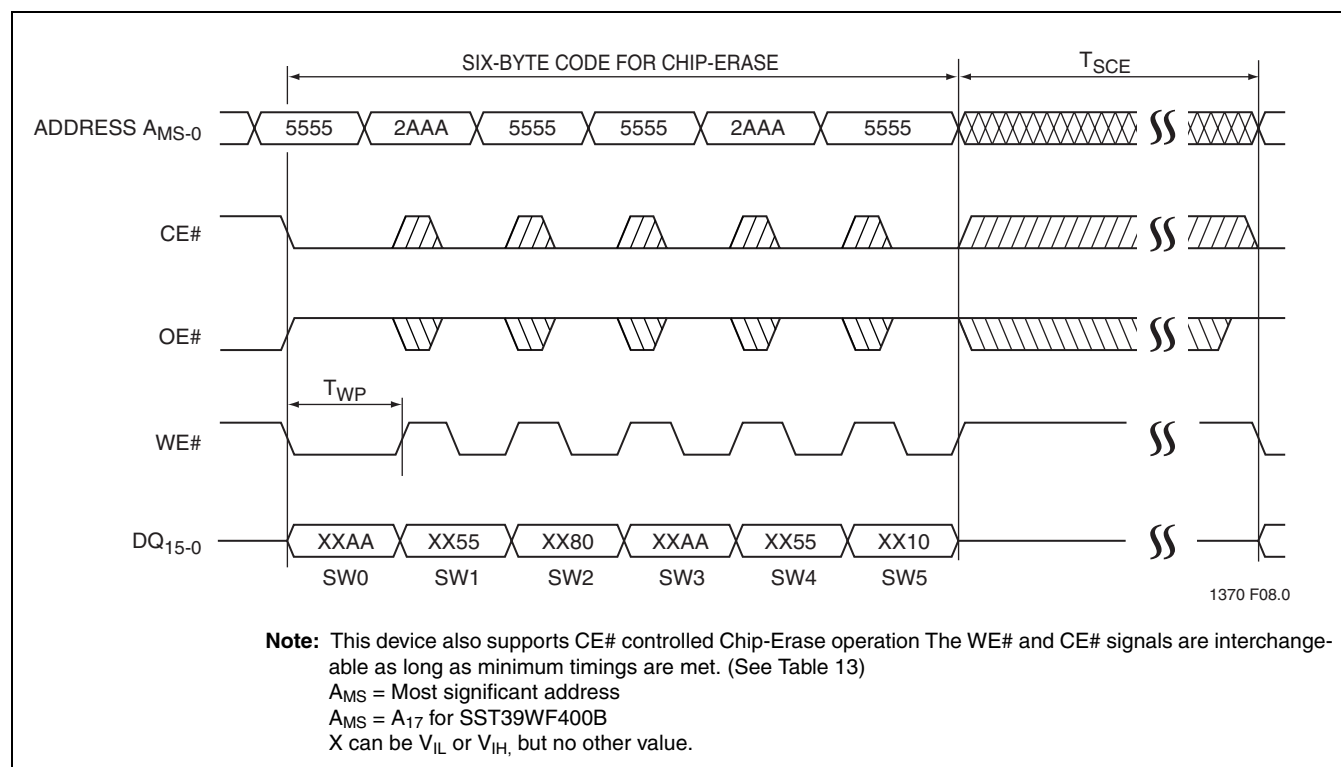 SIX-BYTE CODE FOR CHIP-ERASE
TSCE
ADDRESS AMS-0
5555 2AAA 5555 5555 2AAA 5555
CE#
OE#
TWP
WE#
DQ15-0
XXAA XX55 XX80 XXAA XX55 XX10
SW0 SW1 SW2 SW3 SW4 SW5
1370 F08.0
Note: This device also supports CE# controlled Chip-Erase operation The WE# and CE# signals are interchange-
able as long as minimum timings are met. (See Table 13)
AMS = Most significant address
AMS = A17 for SST39WF400B
X can be VIL or VIH, but no other value.